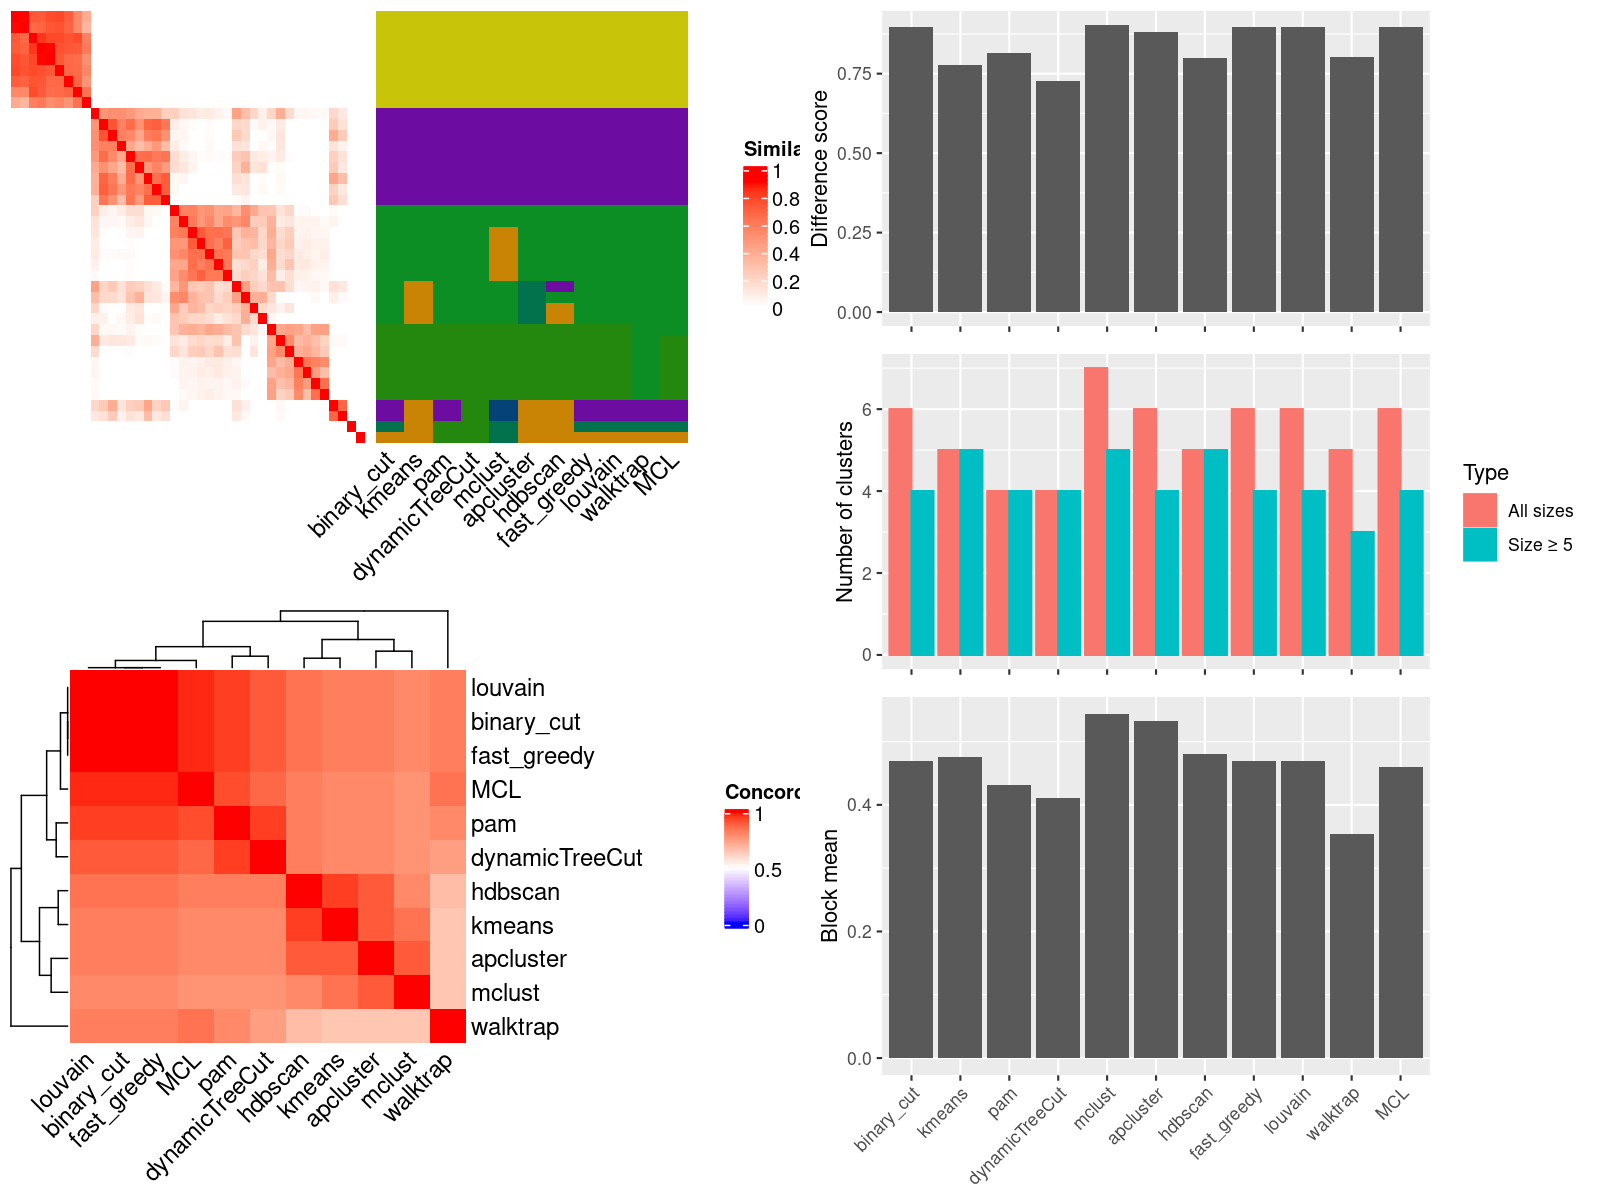 Simila
1
0.8
0.6
0.4
0.2
0
binary_cut
kmeans
pam
dynamicTreeCut
mclust
apcluster
hdbscan
fast_greedy
louvain
walktrap
MCL
Difference score
0.75
0.50
0.25
0.00
Number of clusters
6
4
2
0
Type
All sizes
Size ≥ 5
louvain
binary_cut
fast_greedy
MCL
pam
dynamicTreeCut
hdbscan
kmeans
apcluster
mclust
walktrap
louvain
binary_cut
fast_greedy
MCL
pam
dynamicTreeCut
hdbscan
kmeans
apcluster
mclust
walktrap
Concord
1
0.5
0
Block mean
0.4
0.2
0.0
binary_cut
kmeans
pam
dynamicTreeCut
mclust
apcluster
hdbscan
fast_greedy
louvain
walktrap
MCL